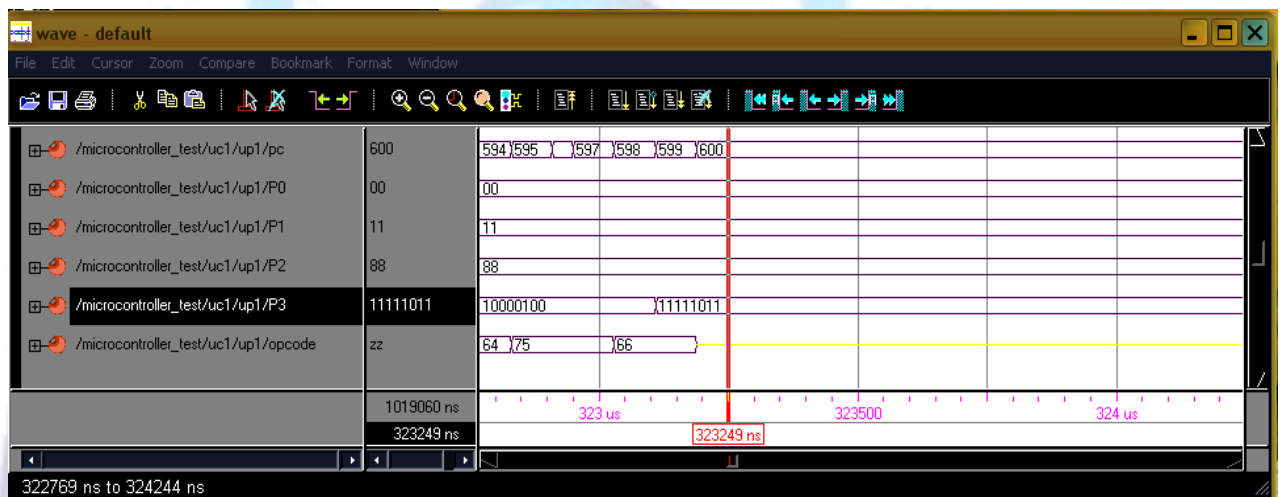 wave - default
File Edit Cursor Zoom Compare Bookmark Format Window
/microcontroller_test/uc1/up1/pc 600 594 595 597 598 599 600
/microcontroller_test/uc1/up1/P0 00 00
/microcontroller_test/uc1/up1/P1 11 11
/microcontroller_test/uc1/up1/P2 88 88
/microcontroller_test/uc1/up1/P3 11111011 10000100 11111011
/microcontroller_test/uc1/up1/opcode zz 64 75 66
1019060 ns 323 us 323500 324 us
323249 ns 323249 ns
322769 ns to 324244 ns